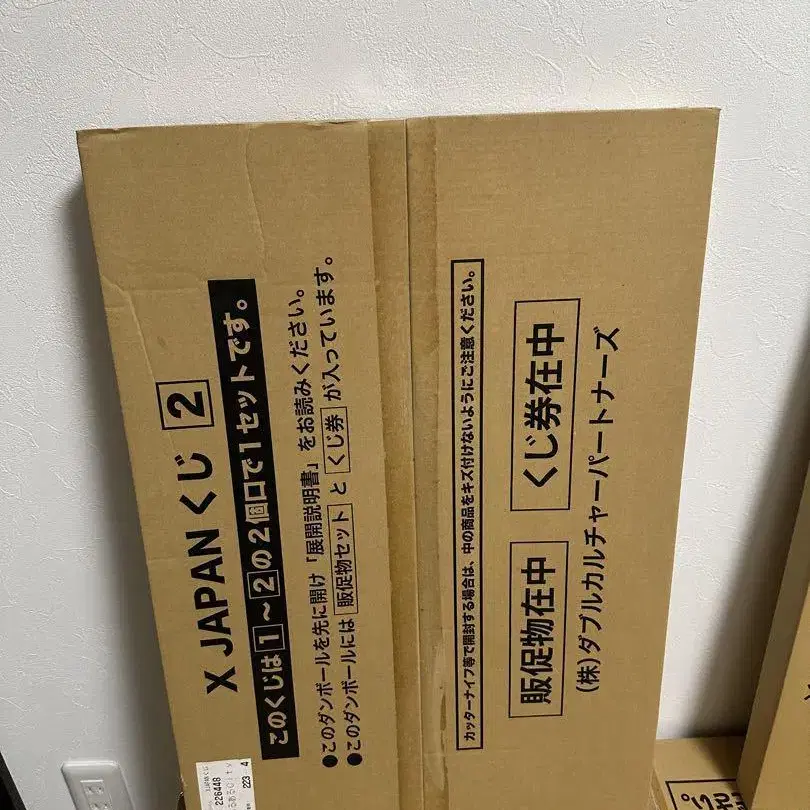 X JAPANくじ 2
このくじは1～2の2個口で1セットです。
●このダンボールを先に開け「展開説明書」をお読みください。
●このダンボールには 販促物セット と くじ券 が入っています。
カッターナイフ等で開封する場合は、中の商品をキズ付けないようにご注意ください。
販促物在中 くじ券在中
(株)ダブルカルチャーパートナーズ
226448
223 4